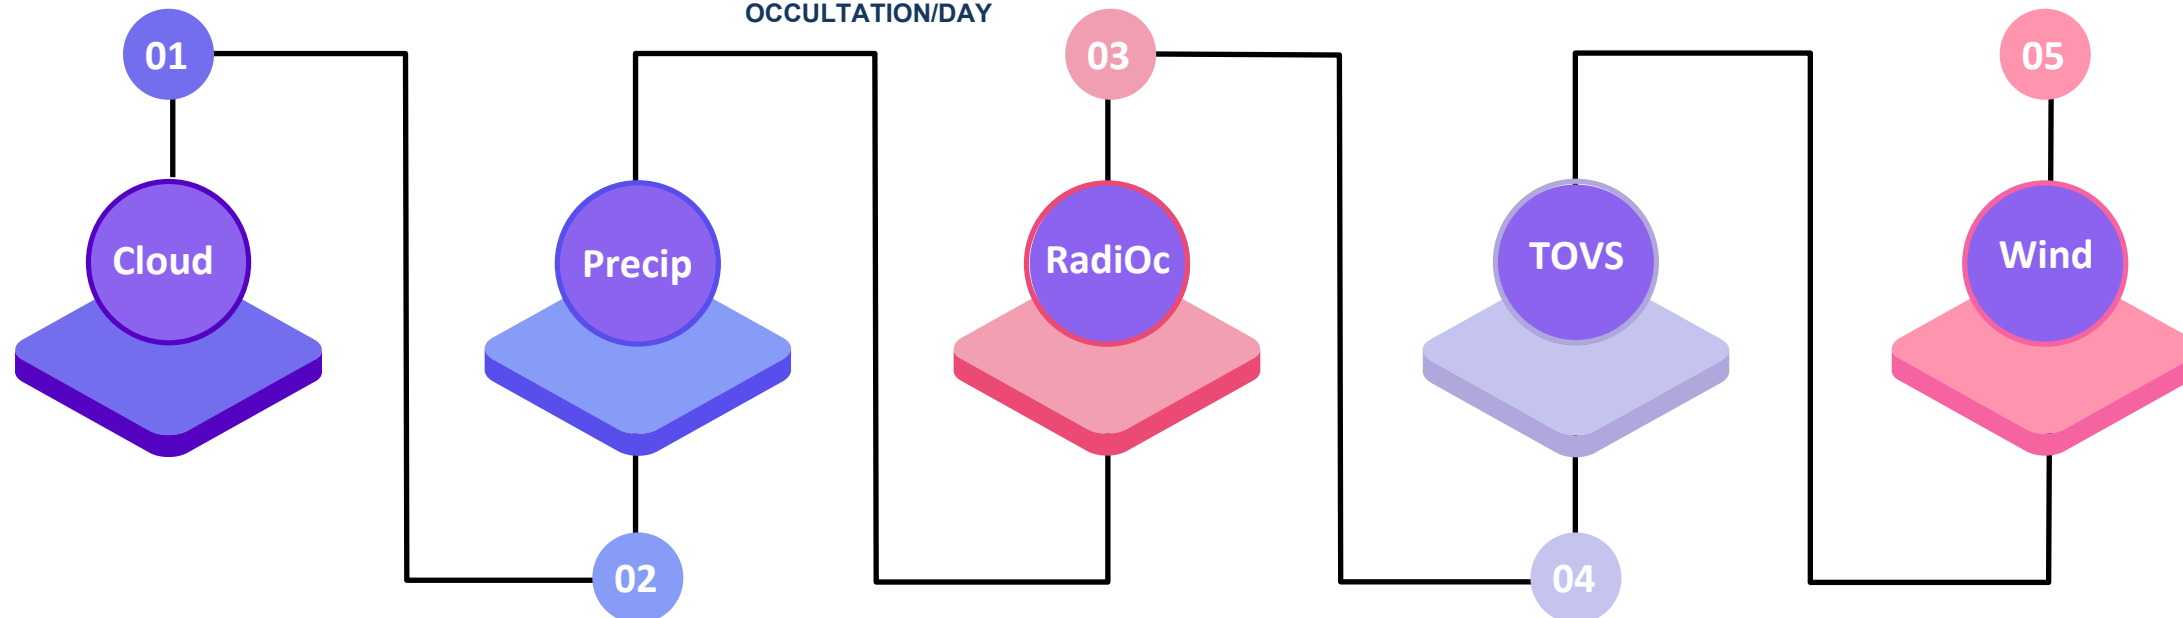 OCCULTATION/DAY
01
03
05
Cloud
Precip
RadiOc
TOVS
Wind
02
04